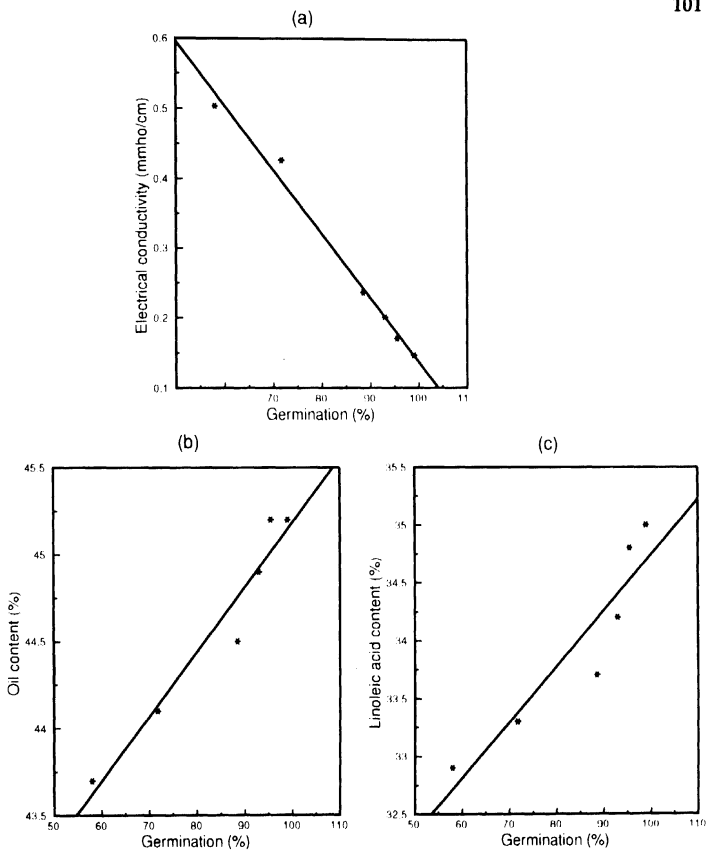 101
(a)
0.6
0.5
0.4
0.3
0.2
0.1
Electrical conductivity (mmho/cm)
70 80 90 100 11
Germination (%)
(b)
45.5
45
44.5
44
43.5
Oil content (%)
50 60 70 80 90 100 110
Germination (%)
(c)
35.5
35
34.5
34
33.5
33
32.5
Linoleic acid content (%)
50 60 70 80 90 100 110
Germination (%)